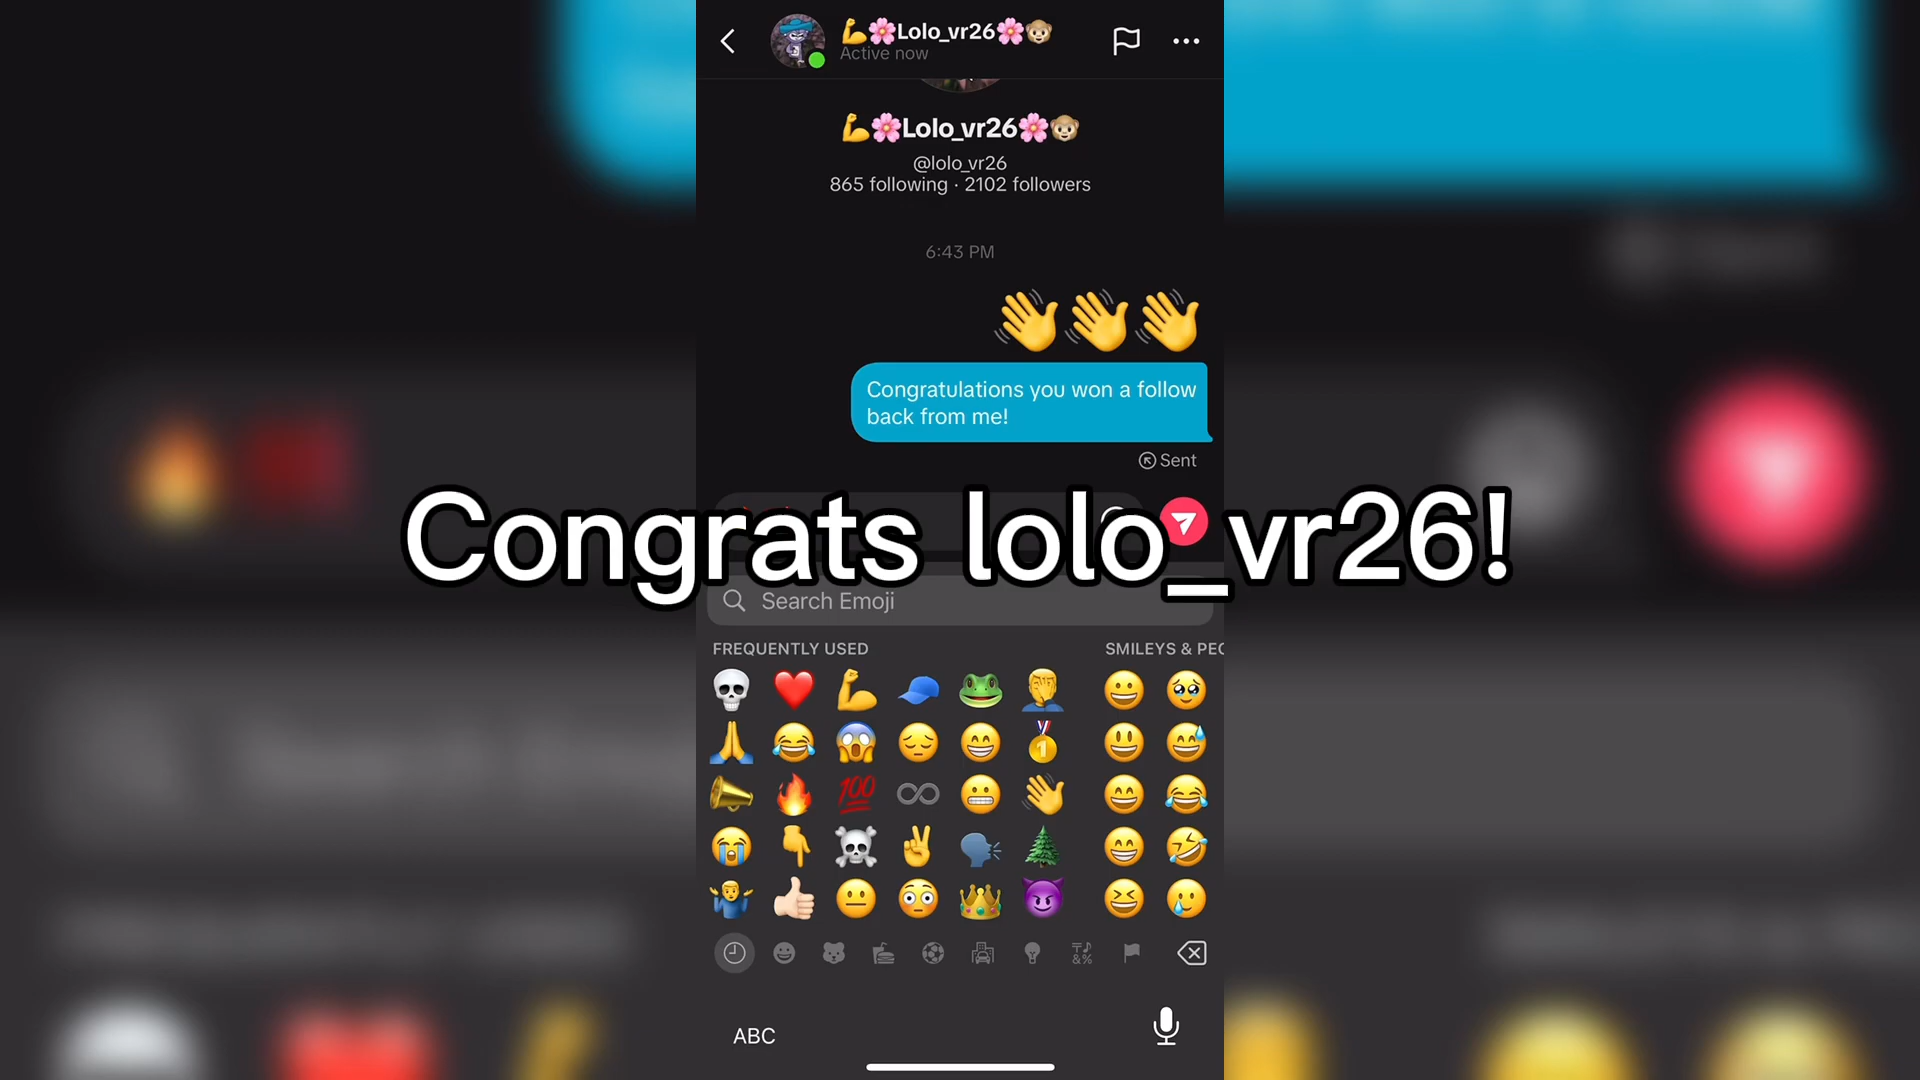 💪🌸Lolo_vr26🌸🐵
Active now
💪🌸Lolo_vr26🌸🐵
@lolo_vr26
865 following · 2102 followers
6:43 PM
👋👋👋
Congratulations you won a follow
back from me!
Sent
Congrats lolo_vr26!
Search Emoji
FREQUENTLY USED
SMILEYS & PEO
ABC